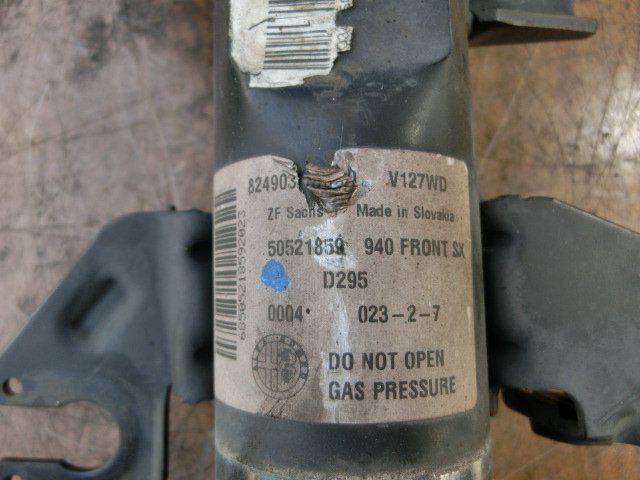 V127WD
ZF Sachs Made in Slovakia
50521859 940 FRONT SX
D295
0004 023-2-7
DO NOT OPEN
GAS PRESSURE
68505218592023